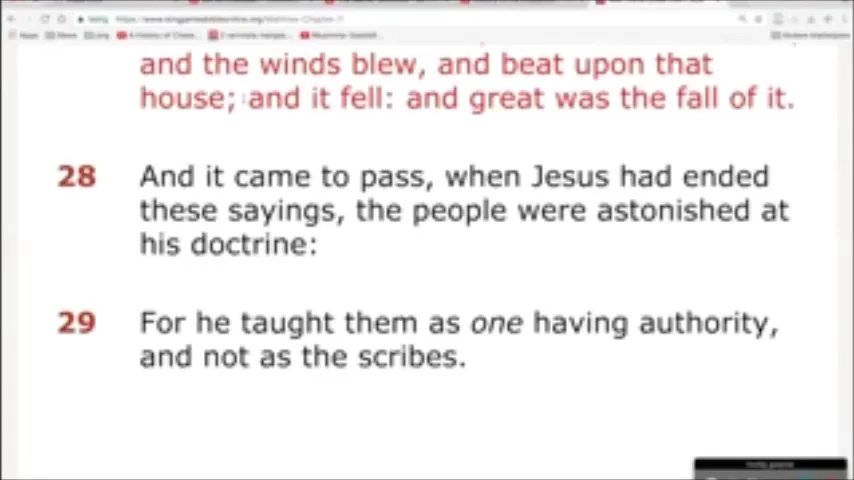 and the winds blew, and beat upon that
house; and it fell: and great was the fall of it.
28 And it came to pass, when Jesus had ended
these sayings, the people were astonished at
his doctrine:
29 For he taught them as one having authority,
and not as the scribes.